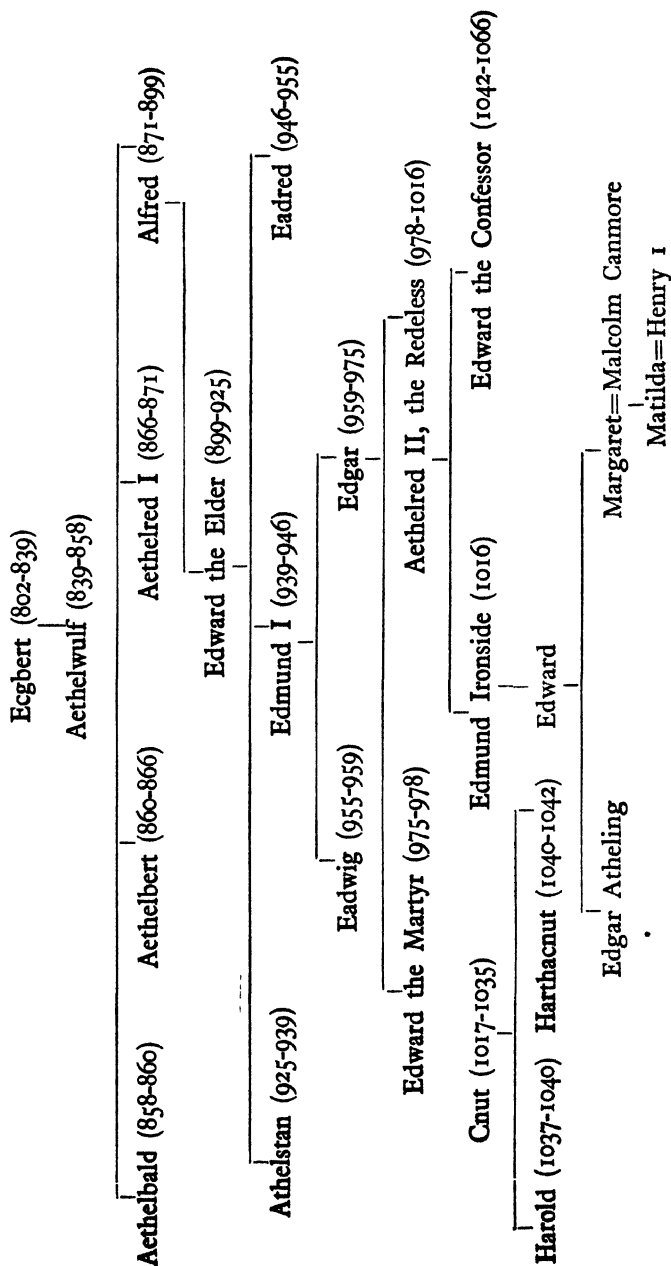 Ecgbert (802-839)
Aethelwulf (839-858)
Aethelbald (858-860) Aethelbert (860-866) Aethelred I (866-871) Alfred (871-899)
Edward the Elder (899-925)
Athelstan (925-939) Edmund I (939-946) Eadred (946-955)
Eadwig (955-959) Edgar (959-975)
Edward the Martyr (975-978) Aethelred II, the Redeless (978-1016)
Cnut (1017-1035) Edmund Ironside (1016) Edward the Confessor (1042-1066)
Harold (1037-1040) Harthacnut (1040-1042) Edward
Edgar Atheling Margaret=Malcolm Canmore
Matilda=Henry I